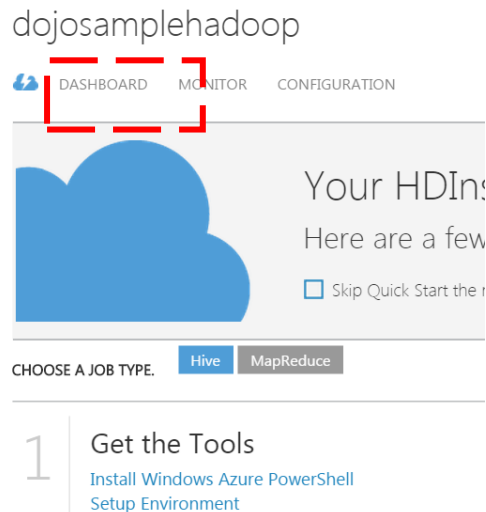 dojosamplehadoop
DASHBOARD MONITOR CONFIGURATION
Your HDIns
Here are a few
Skip Quick Start the
CHOOSE A JOB TYPE. Hive MapReduce
1 Get the Tools
Install Windows Azure PowerShell
Setup Environment